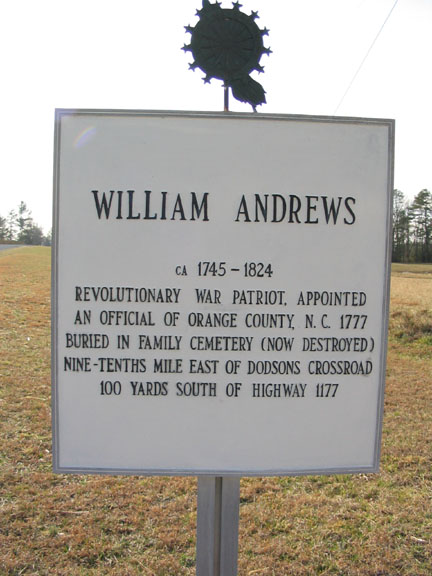 WILLIAM ANDREWS
CA 1745 – 1824
REVOLUTIONARY WAR PATRIOT, APPOINTED
AN OFFICIAL OF ORANGE COUNTY, N. C. 1777
BURIED IN FAMILY CEMETERY (NOW DESTROYED)
NINE-TENTHS MILE EAST OF DODSONS CROSSROAD
100 YARDS SOUTH OF HIGHWAY 1177